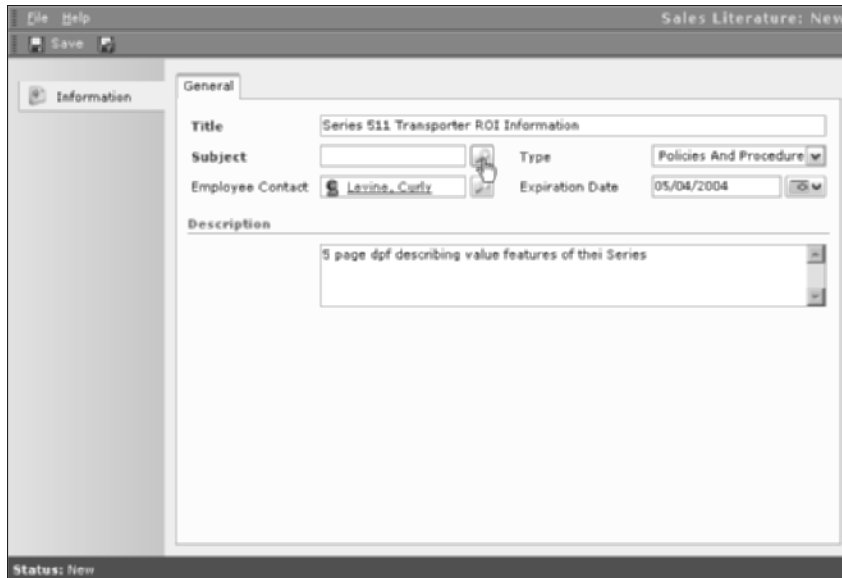 File Help
Sales Literature: New
Save
Information
General
Title Series 511 Transporter ROI Information
Subject Type Policies And Procedure
Employee Contact Levine, Curly Expiration Date 05/04/2004
Description
5 page dpf describing value features of thei Series
Status: New